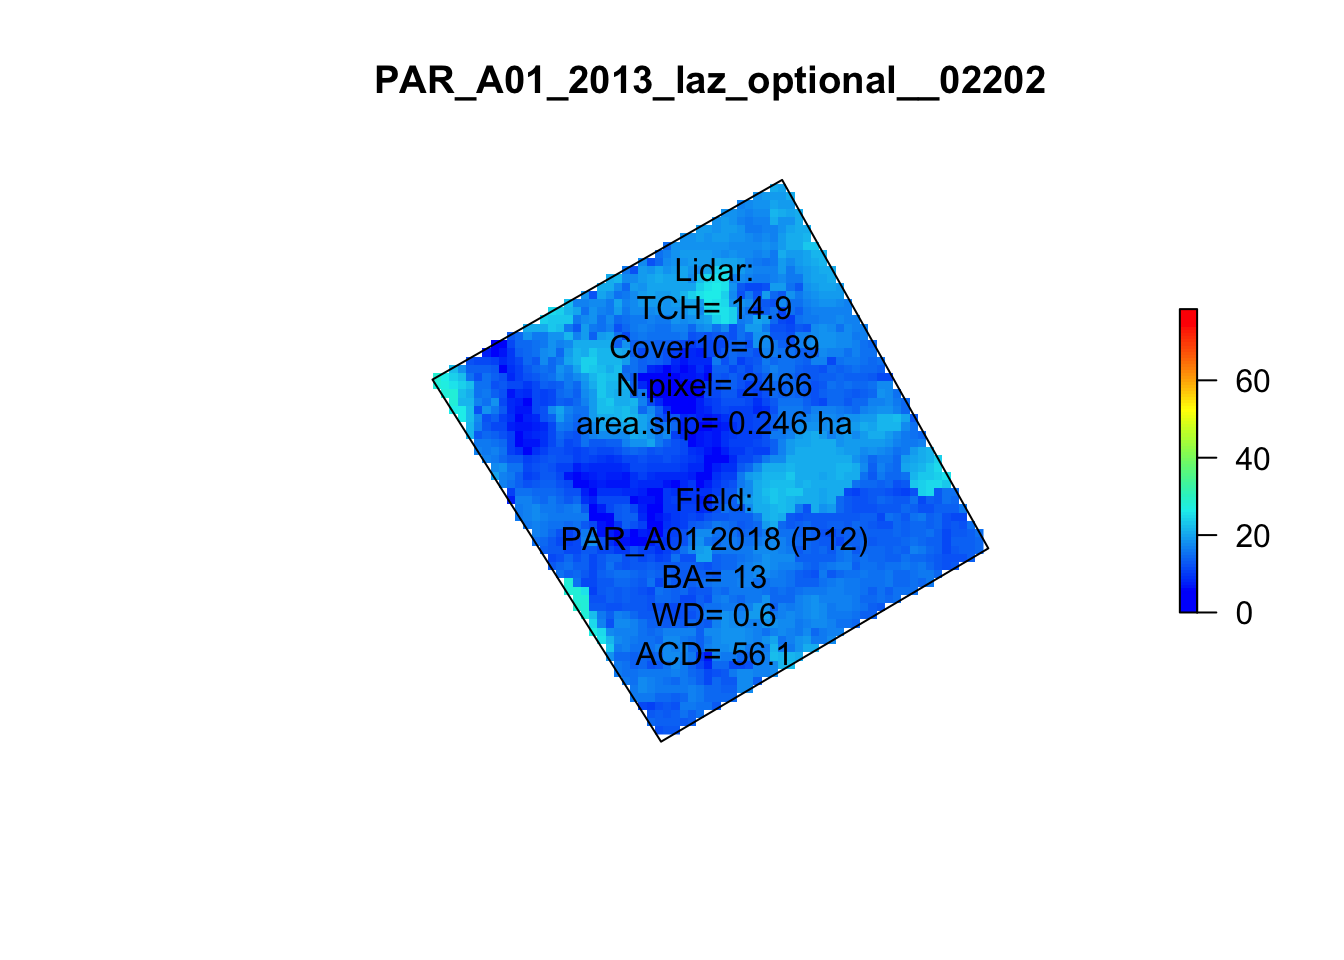 PAR_A01_2013_laz_optional__02202
Lidar:
TCH= 14.9
Cover10= 0.89
N.pixel= 2466
area.shp= 0.246 ha
Field:
PAR_A01 2018 (P12)
BA= 13
WD= 0.6
ACD= 56.1
60
40
20
0